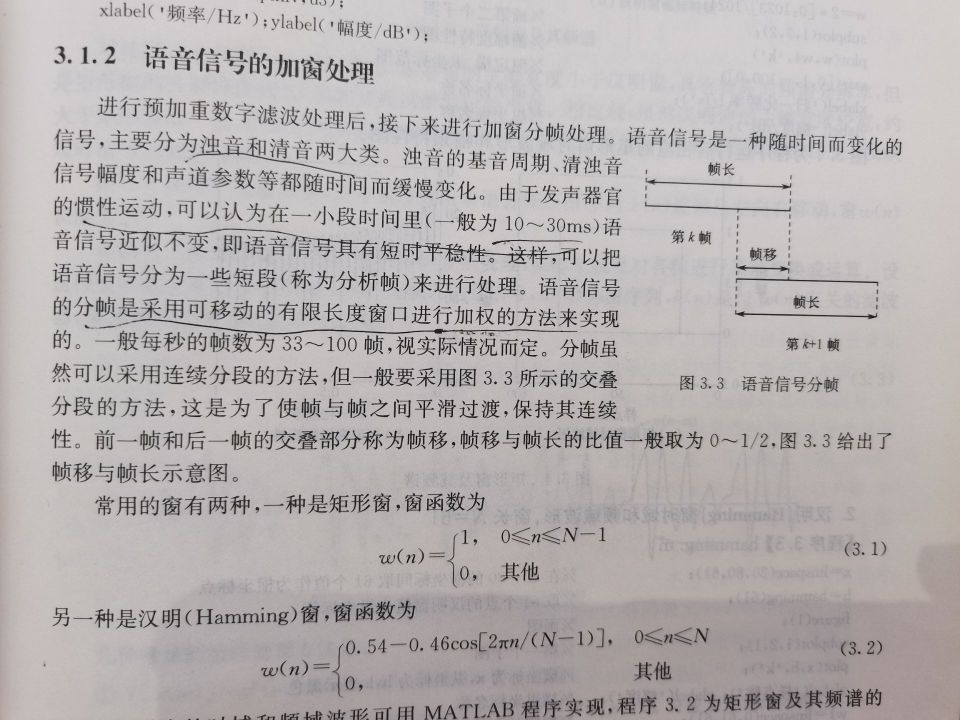 xlabel('频率/Hz');ylabel('幅度/dB');
3.1.2 语音信号的加窗处理
进行预加重数字滤波处理后,接下来进行加窗分帧处理。语音信号是一种随时间而变化的
信号,主要分为浊音和清音两大类。浊音的基音周期、清浊音
信号幅度和声道参数等都随时间而缓慢变化。由于发声器官
的惯性运动,可以认为在一小段时间里(一般为 10～30ms)语
音信号近似不变,即语音信号具有短时平稳性。这样,可以把
语音信号分为一些短段(称为分析帧)来进行处理。语音信号
的分帧是采用可移动的有限长度窗口进行加权的方法来实现
的。一般每秒的帧数为 33～100 帧,视实际情况而定。分帧虽
然可以采用连续分段的方法,但一般要采用图 3.3 所示的交叠
分段的方法,这是为了使帧与帧之间平滑过渡,保持其连续
性。前一帧和后一帧的交叠部分称为帧移,帧移与帧长的比值一般取为 0～1/2,图 3.3 给出了
帧移与帧长示意图。
帧长
第 k 帧
帧移
帧长
第 k+1 帧
图 3.3 语音信号分帧
常用的窗有两种,一种是矩形窗,窗函数为
w(n)={1, 0≤n≤N-1
0, 其他
(3.1)
另一种是汉明(Hamming)窗,窗函数为
w(n)={0.54-0.46cos[2πn/(N-1)], 0≤n≤N
0, 其他
(3.2)
和频域波形可用 MATLAB 程序实现,程序 3.2 为矩形窗及其频谱的